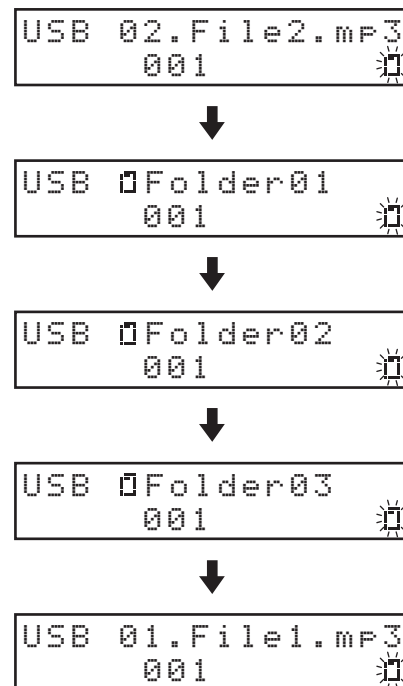 USB 02.File2.mp3
001
USB Folder01
001
USB Folder02
001
USB Folder03
001
USB 01.File1.mp3
001